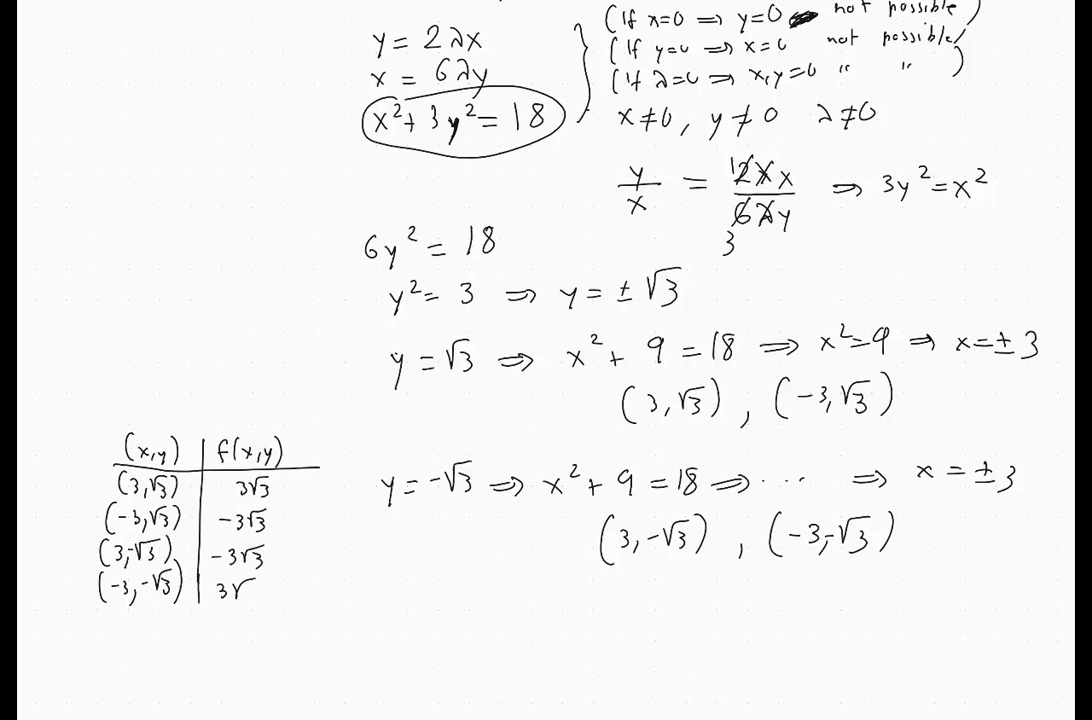 (If x=0 ⇒ y=0 not possible)
y = 2λx (If y=0 ⇒ x=0 not possible)
x = 6λy (if λ=0 ⇒ x,y=0 " " )
x² + 3y² = 18 x≠0, y≠0 λ≠0
y/x = 12λx/6λy 3 ⇒ 3y² = x²
6y² = 18
y² = 3 ⇒ y = ± √3
y = √3 ⇒ x² + 9 = 18 ⇒ x² = 9 ⇒ x = ± 3
(3, √3) , (-3, √3)
y = -√3 ⇒ x² + 9 = 18 ⇒ ... ⇒ x = ± 3
(3, -√3) , (-3, -√3)
(x,y) | f(x,y)
(3, √3) | 3√3
(-3, √3) | -3√3
(3, -√3) | -3√3
(-3, -√3) | 3√